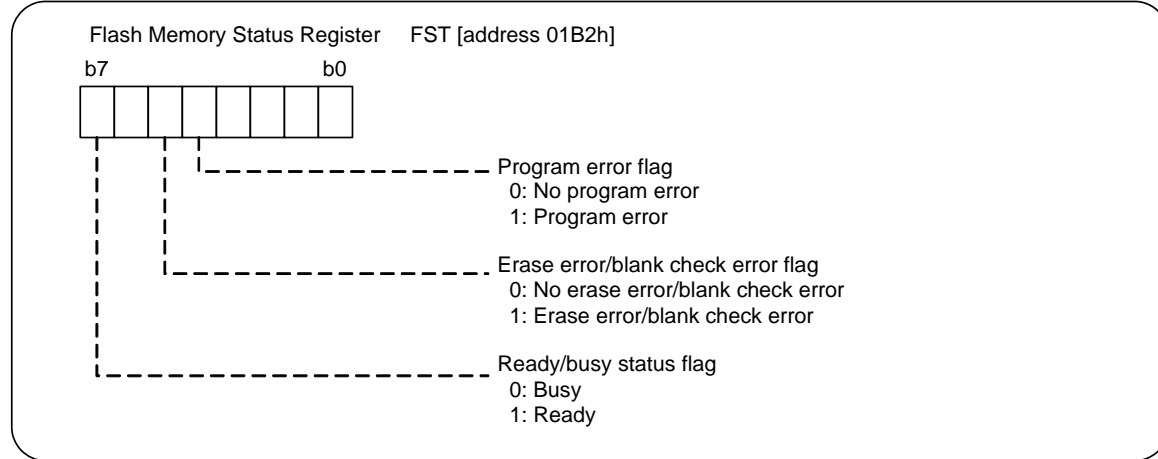 Flash Memory Status Register FST [address 01B2h]
b7 b0
Program error flag
0: No program error
1: Program error
Erase error/blank check error flag
0: No erase error/blank check error
1: Erase error/blank check error
Ready/busy status flag
0: Busy
1: Ready